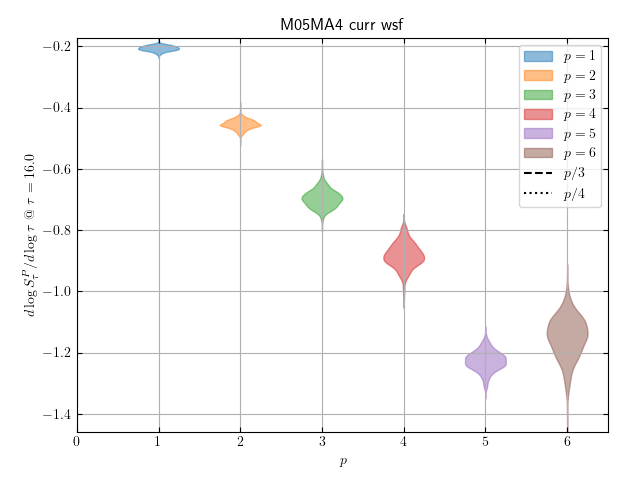 M05MA4 curr wsf
−0.2
−0.4
−0.6
−0.8
−1.0
−1.2
−1.4
d log S_τ^P / d log τ @ τ = 16.0
0 1 2 3 4 5 6
p
p = 1
p = 2
p = 3
p = 4
p = 5
p = 6
p/3
p/4